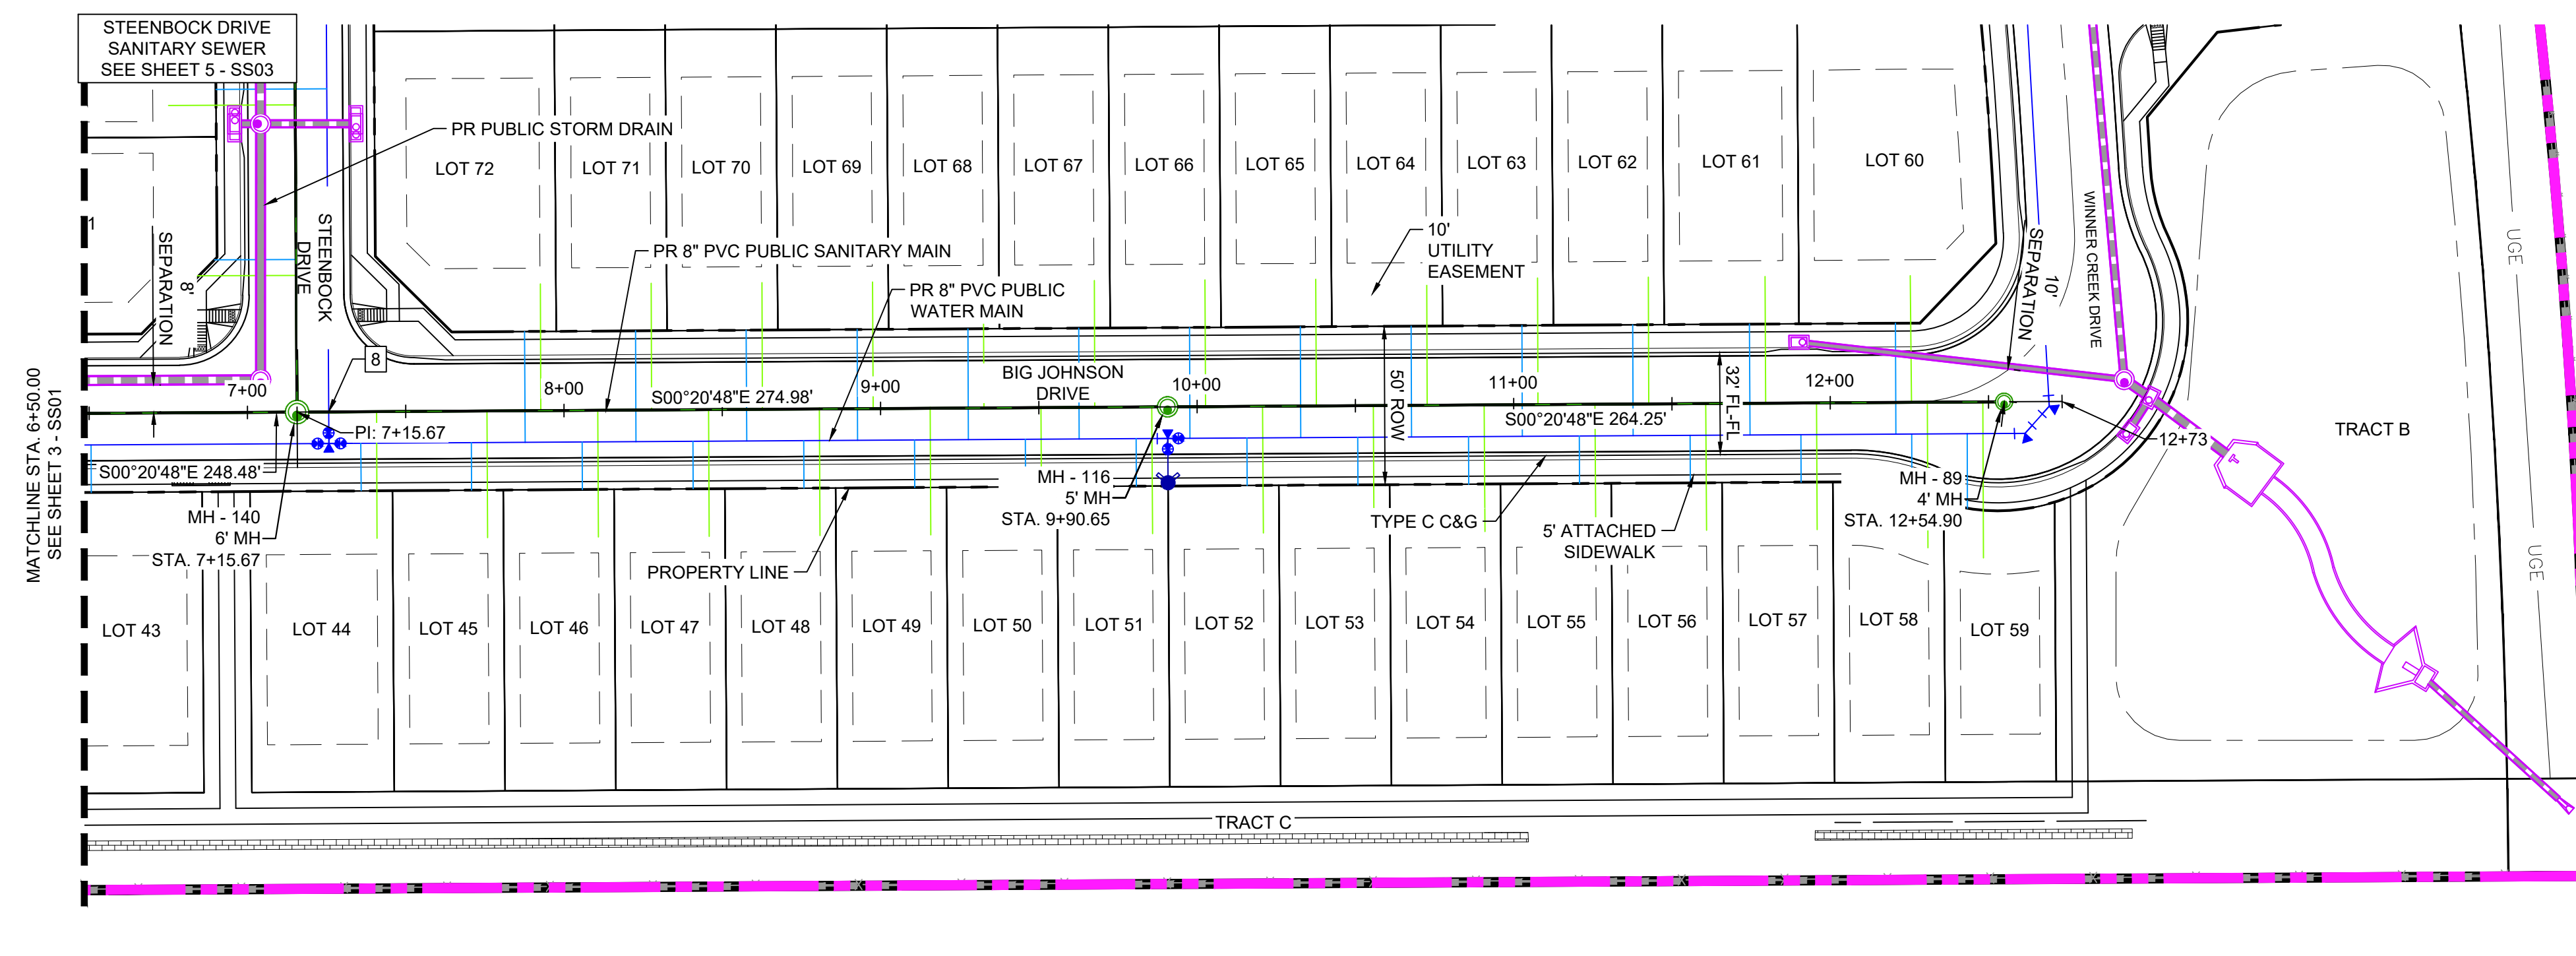 STEENBOCK DRIVE
SANITARY SEWER
SEE SHEET 5 - SS03
PR PUBLIC STORM DRAIN
LOT 72
LOT 71
LOT 70
LOT 69
LOT 68
LOT 67
LOT 66
LOT 65
LOT 64
LOT 63
LOT 62
LOT 61
LOT 60
1
8'
SEPARATION
STEENBOCK
DRIVE
PR 8" PVC PUBLIC SANITARY MAIN
PR 8" PVC PUBLIC
WATER MAIN
10'
UTILITY
EASEMENT
10'
SEPARATION
WINNER CREEK DRIVE
UGE
UGE
8
MATCHLINE STA. 6+50.00
SEE SHEET 3 - SS01
7+00
8+00
9+00
10+00
11+00
12+00
BIG JOHNSON
DRIVE
S00°20'48"E 274.98'
S00°20'48"E 264.25'
50' ROW
32' FL-FL
PI: 7+15.67
12+73
TRACT B
S00°20'48"E 248.48'
MH - 140
6' MH
STA. 7+15.67
MH - 116
5' MH
STA. 9+90.65
MH - 89
4' MH
STA. 12+54.90
TYPE C C&G
5' ATTACHED
SIDEWALK
PROPERTY LINE
LOT 43
LOT 44
LOT 45
LOT 46
LOT 47
LOT 48
LOT 49
LOT 50
LOT 51
LOT 52
LOT 53
LOT 54
LOT 55
LOT 56
LOT 57
LOT 58
LOT 59
TRACT C